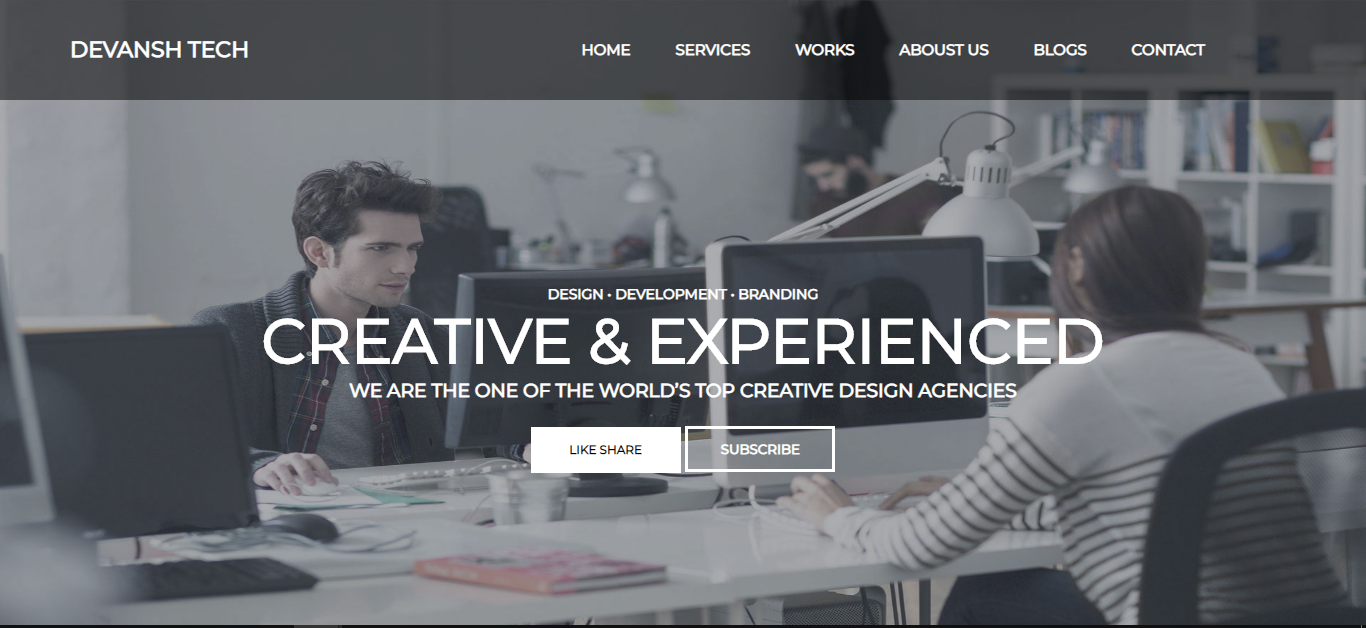 DEVANSH TECH HOME SERVICES WORKS ABOUST US BLOGS CONTACT
DESIGN • DEVELOPMENT • BRANDING
CREATIVE & EXPERIENCED
WE ARE THE ONE OF THE WORLD'S TOP CREATIVE DESIGN AGENCIES
LIKE SHARE SUBSCRIBE